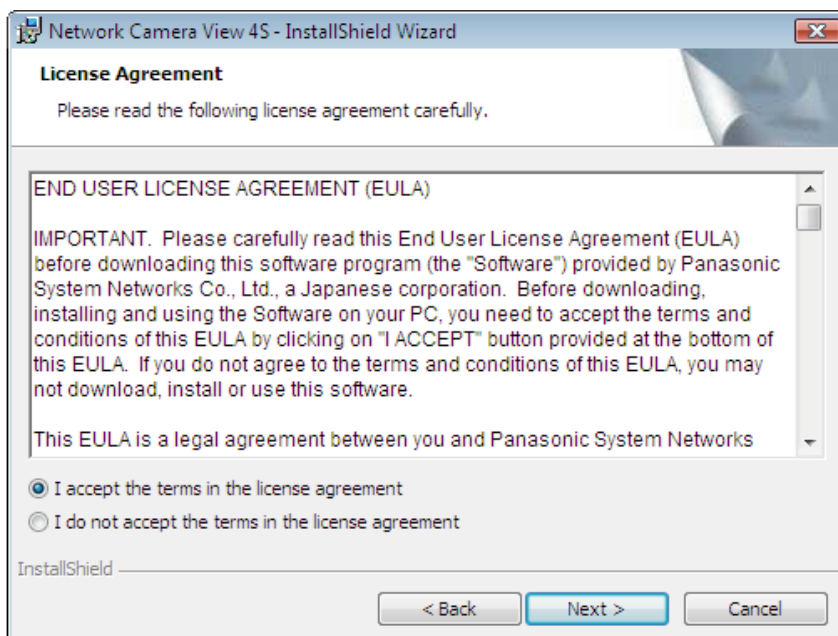 Network Camera View 4S - InstallShield Wizard
License Agreement
Please read the following license agreement carefully.
END USER LICENSE AGREEMENT (EULA)
IMPORTANT.  Please carefully read this End User License Agreement (EULA)
before downloading this software program (the "Software") provided by Panasonic
System Networks Co., Ltd., a Japanese corporation.  Before downloading,
installing and using the Software on your PC, you need to accept the terms and
conditions of this EULA by clicking on "I ACCEPT" button provided at the bottom of
this EULA.  If you do not agree to the terms and conditions of this EULA, you may
not download, install or use this software.
This EULA is a legal agreement between you and Panasonic System Networks
I accept the terms in the license agreement
I do not accept the terms in the license agreement
InstallShield
< Back
Next >
Cancel